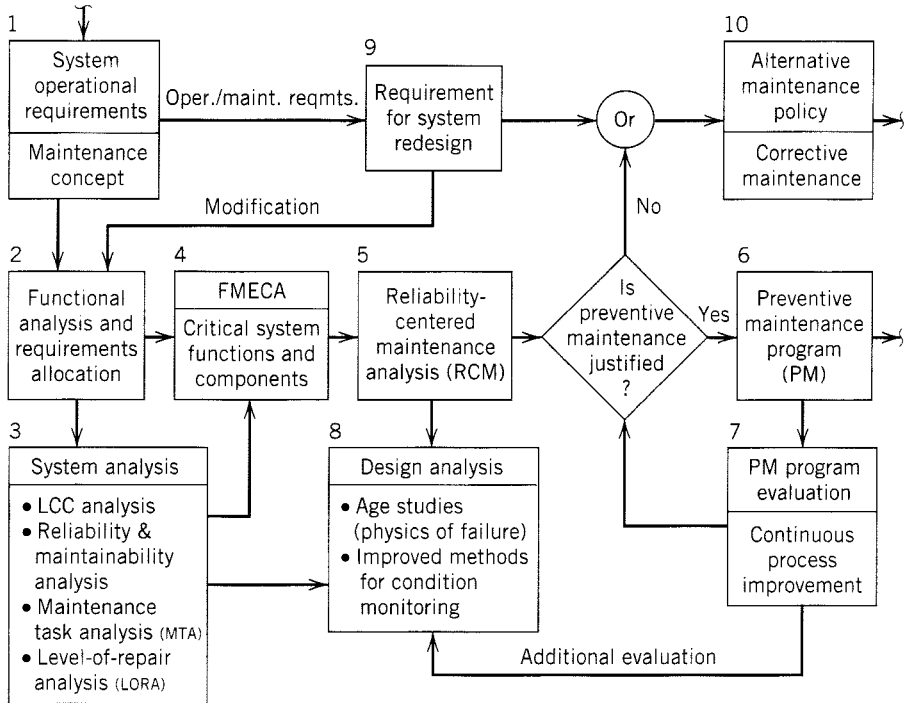 1
System
operational
requirements
Maintenance
concept
Oper./maint. reqmts.
9
Requirement
for system
redesign
Or
10
Alternative
maintenance
policy
Corrective
maintenance
Modification
No
2
Functional
analysis and
requirements
allocation
4
FMECA
Critical system
functions and
components
5
Reliability-
centered
maintenance
analysis (RCM)
Is
preventive
maintenance
justified
?
Yes
6
Preventive
maintenance
program
(PM)
3
System analysis
• LCC analysis
• Reliability &
maintainability
analysis
• Maintenance
task analysis (MTA)
• Level-of-repair
analysis (LORA)
8
Design analysis
• Age studies
(physics of failure)
• Improved methods
for condition
monitoring
7
PM program
evaluation
Continuous
process
improvement
Additional evaluation